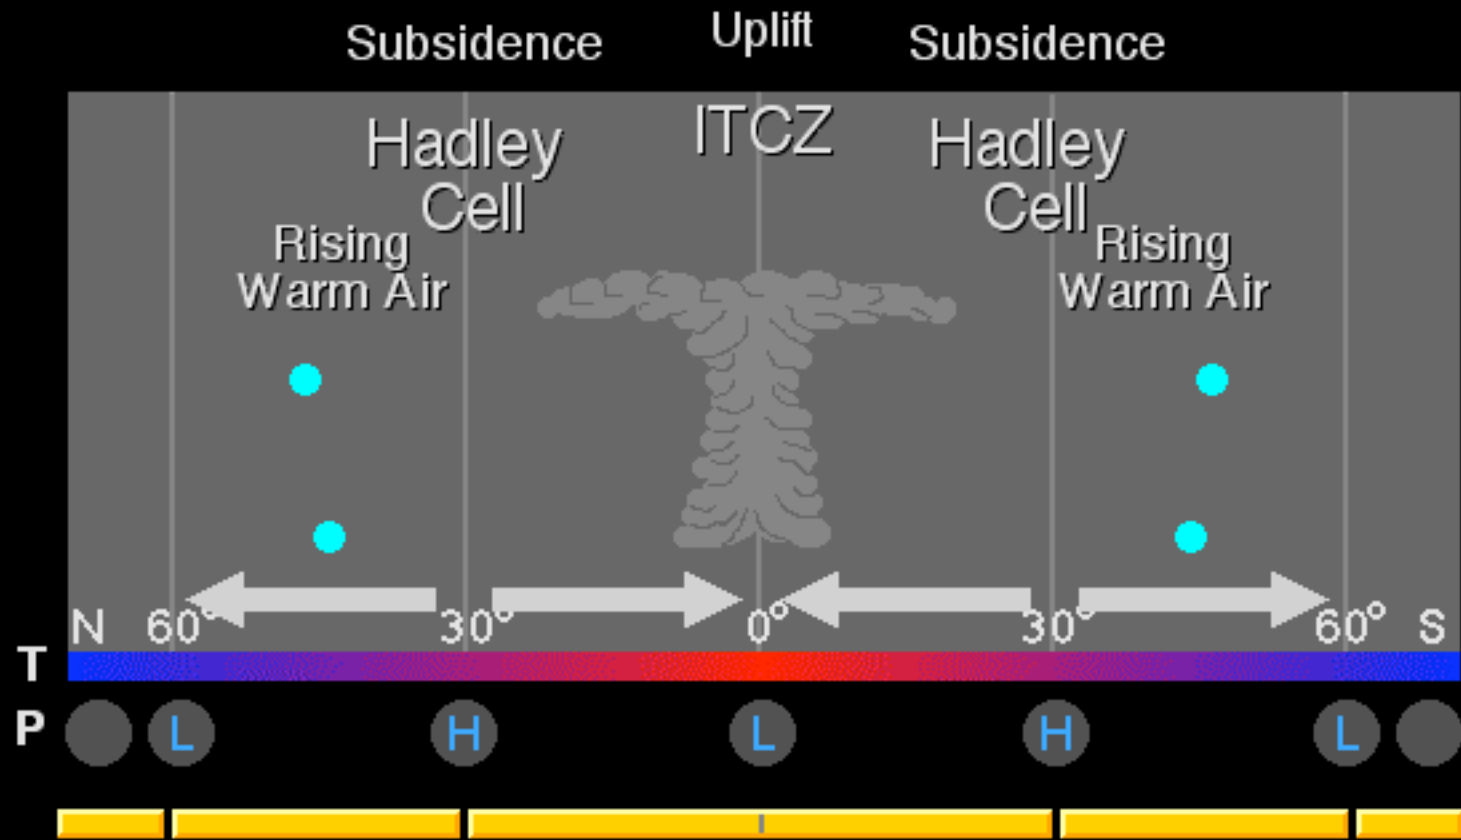 Subsidence Uplift Subsidence
Hadley Cell ITCZ Hadley Cell
Rising Warm Air Rising Warm Air
N 60° 30° 0° 30° 60° S
T
P L H L H L